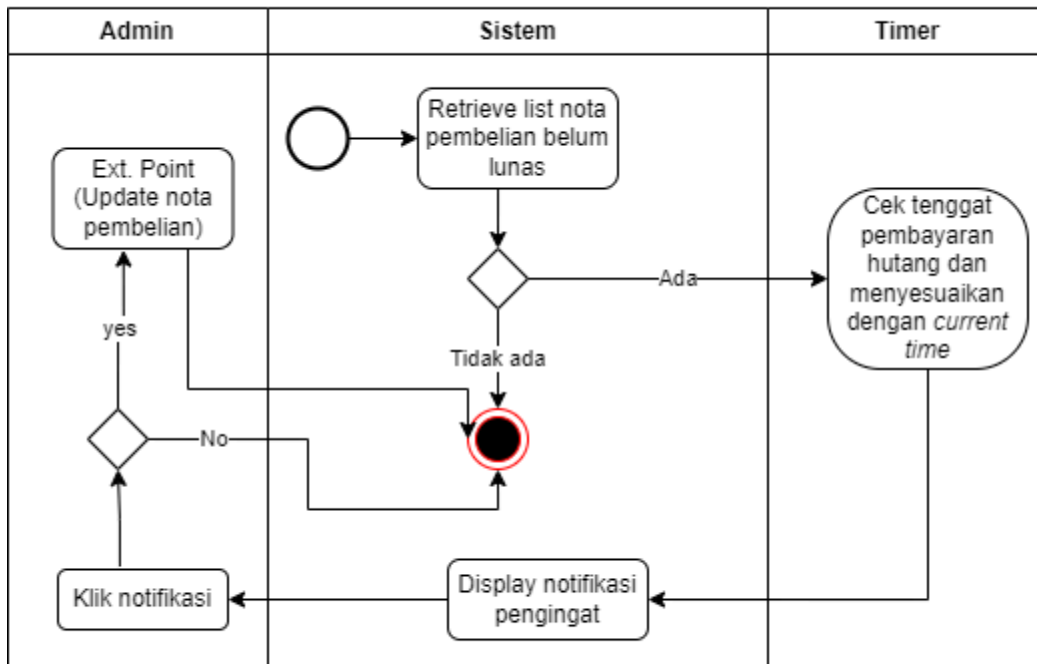 Admin
Sistem
Timer
Retrieve list nota
pembelian belum
lunas
Ext. Point
(Update nota
pembelian)
Cek tenggat
pembayaran
hutang dan
menyesuaikan
dengan current
time
Ada
yes
Tidak ada
No
Klik notifikasi
Display notifikasi
pengingat